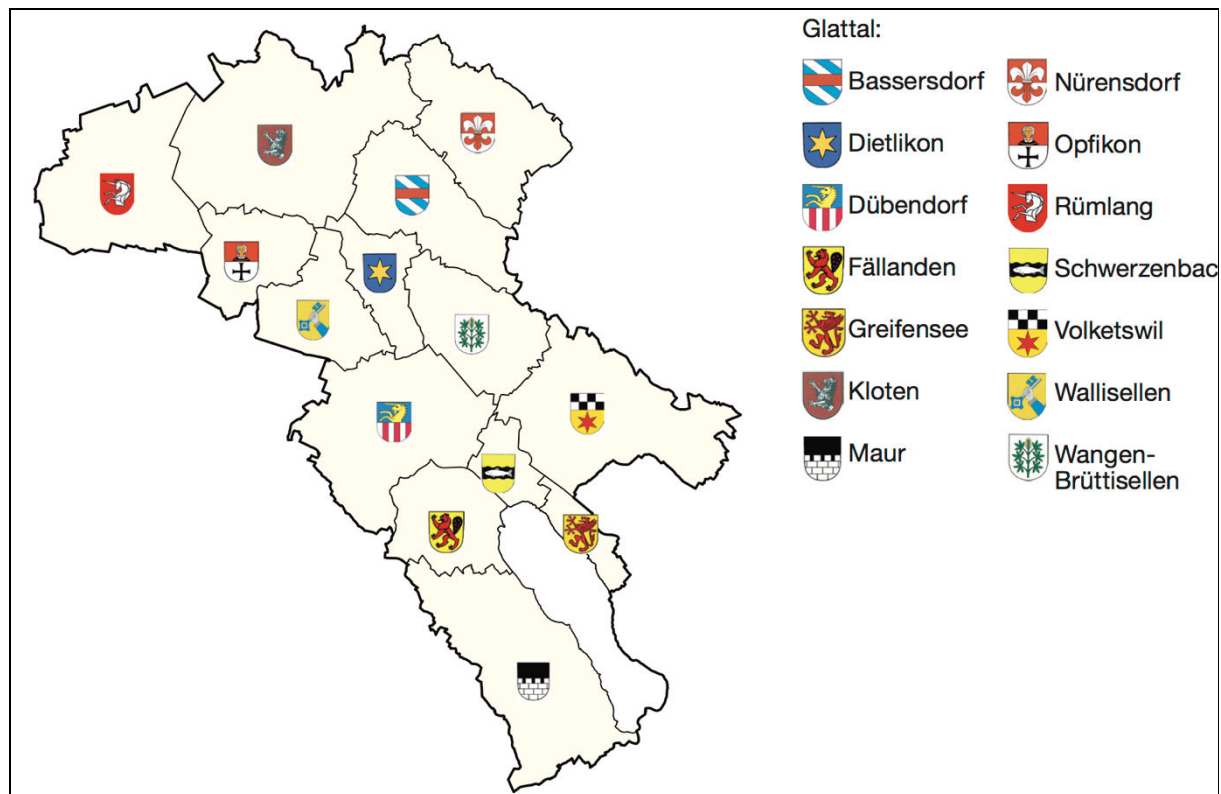 Glattal:
Bassersdorf
Nürensdorf
Dietlikon
Opfikon
Dübendorf
Rümlang
Fällanden
Schwerzenbac
Greifensee
Volketswil
Kloten
Wallisellen
Maur
Wangen-
Brüttisellen